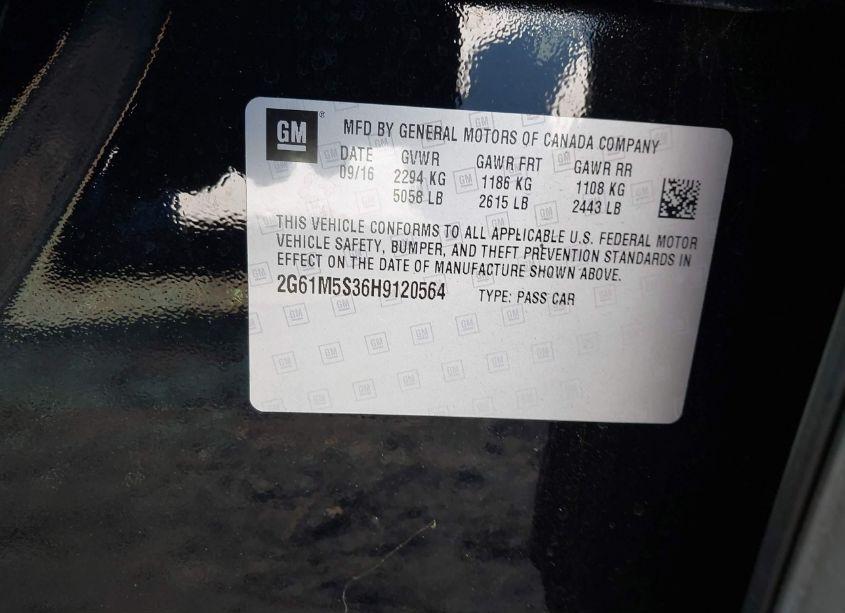 GM ® MFD BY GENERAL MOTORS OF CANADA COMPANY
DATE GVWR GAWR FRT GAWR RR
09/16 2294 KG 1186 KG 1108 KG
5058 LB 2615 LB 2443 LB
THIS VEHICLE CONFORMS TO ALL APPLICABLE U.S. FEDERAL MOTOR
VEHICLE SAFETY, BUMPER, AND THEFT PREVENTION STANDARDS IN
EFFECT ON THE DATE OF MANUFACTURE SHOWN ABOVE.
2G61M5S36H9120564 TYPE: PASS CAR